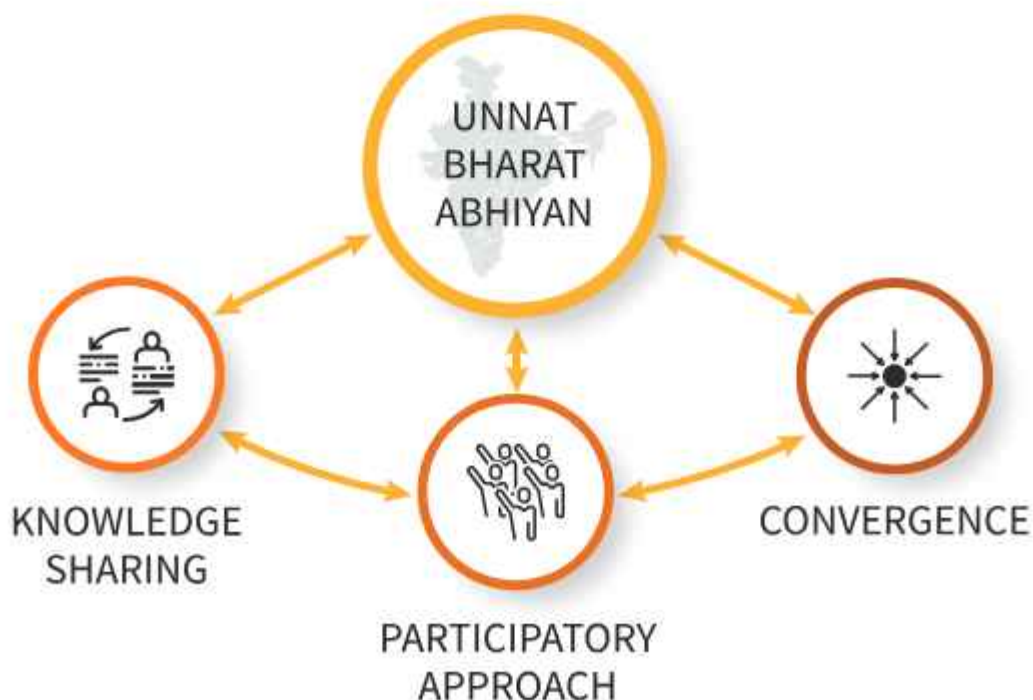 UNNAT
BHARAT
ABHIYAN
KNOWLEDGE
SHARING
PARTICIPATORY
APPROACH
CONVERGENCE